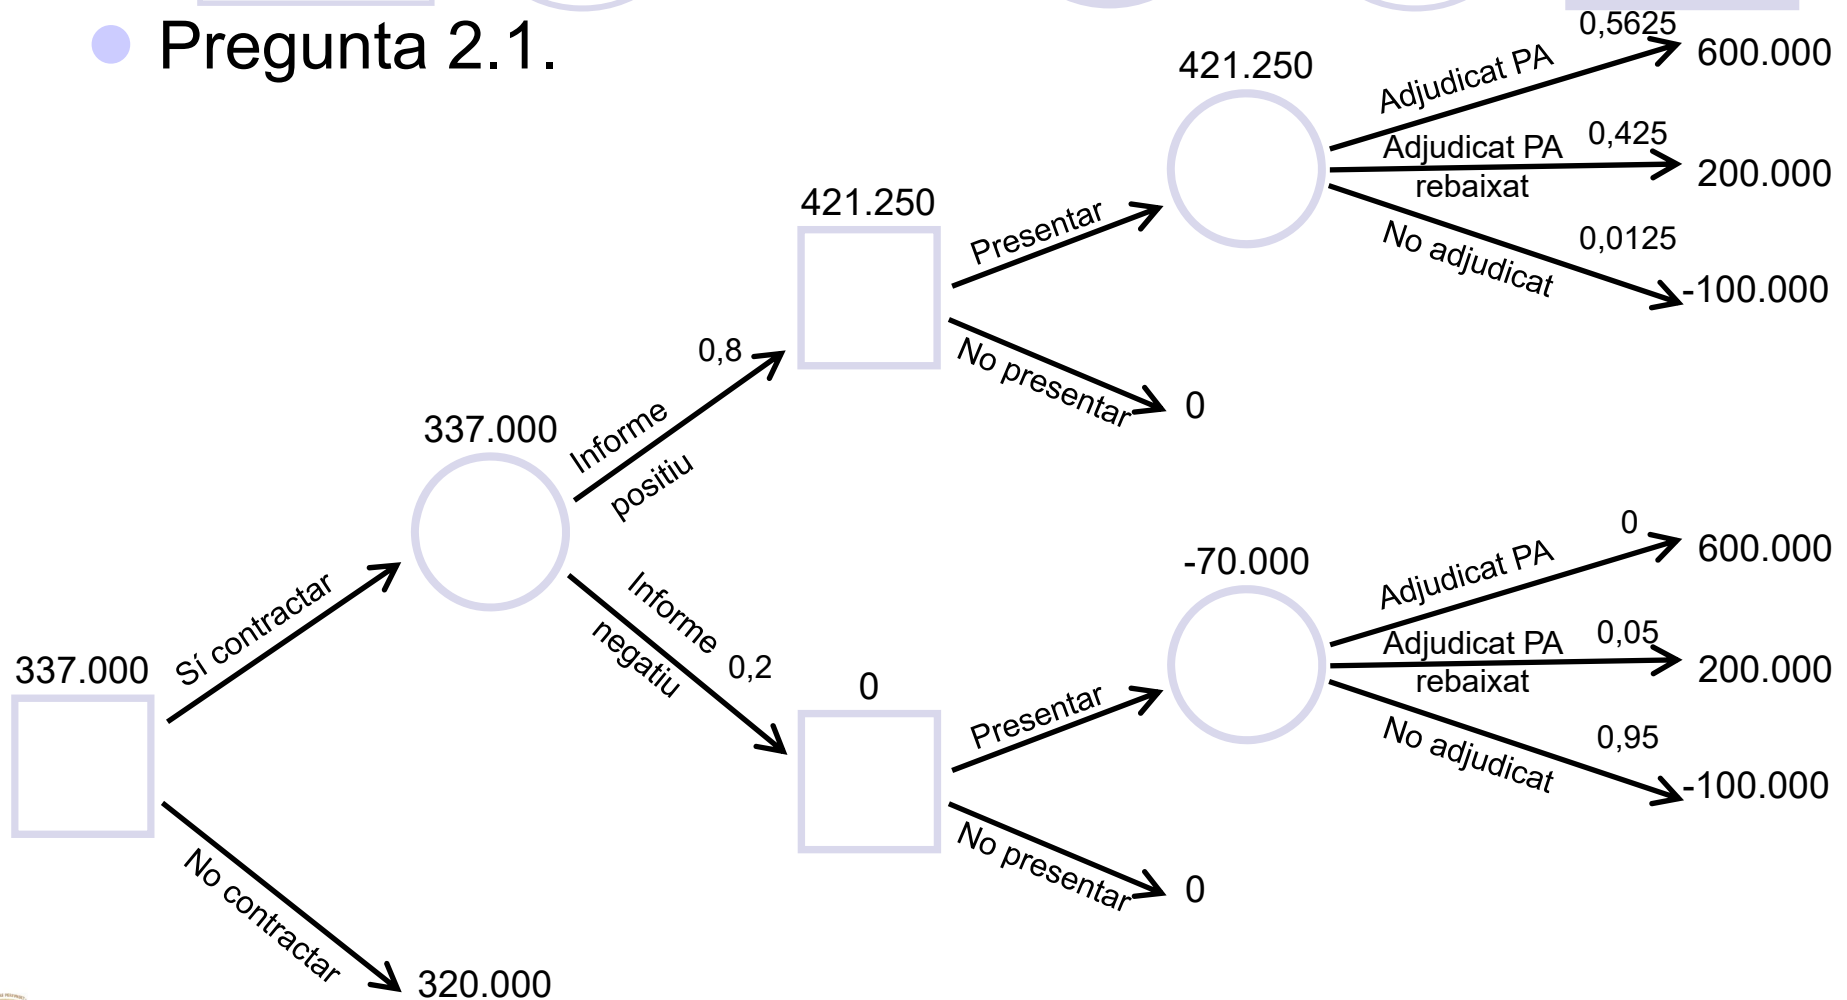 Pregunta 2.1.
0,5625
600.000
421.250
Adjudicat PA
0,425
Adjudicat PA
rebaixat
200.000
421.250
Presentar
No adjudicat
0,0125
-100.000
0,8
No presentar
0
337.000
Informe
positiu
0
600.000
-70.000
Adjudicat PA
Informe
negatiu
0,2
Sí contractar
337.000
0
0,05
Adjudicat PA
rebaixat
200.000
Presentar
No adjudicat
0,95
-100.000
No presentar
0
No contractar
320.000